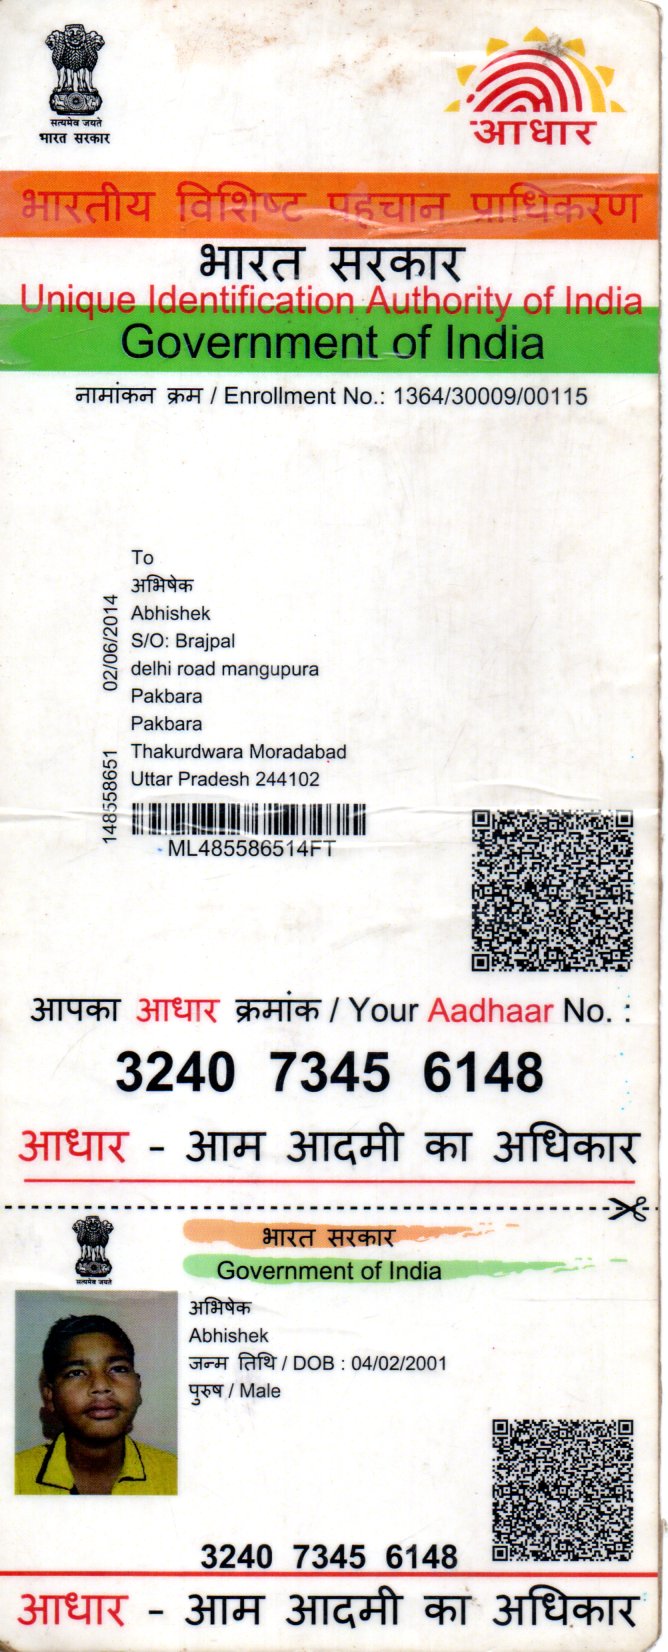 सत्यमेव जयते
भारत सरकार
आधार
भारतीय विशिष्ट पहचान प्राधिकरण
भारत सरकार
Unique Identification Authority of India
Government of India
नामांकन क्रम / Enrollment No.: 1364/30009/00115
To
अभिषेक
Abhishek
S/O: Brajpal
delhi road mangupura
Pakbara
Pakbara
Thakurdwara Moradabad
Uttar Pradesh 244102
02/06/2014
148558651
ML485586514FT
आपका आधार क्रमांक / Your Aadhaar No. :
3240 7345 6148
आधार - आम आदमी का अधिकार
सत्यमेव जयते
भारत सरकार
Government of India
अभिषेक
Abhishek
जन्म तिथि / DOB : 04/02/2001
पुरुष / Male
3240 7345 6148
आधार - आम आदमी का अधिकार